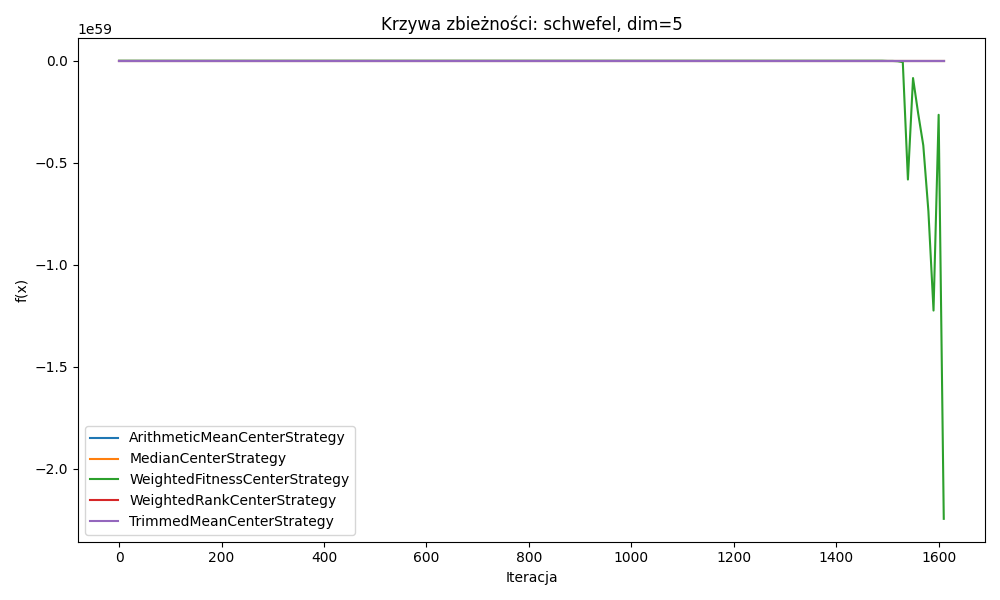 Krzywa zbieżności: schwefel, dim=5
1e59
0.0
−0.5
−1.0
−1.5
−2.0
f(x)
ArithmeticMeanCenterStrategy
MedianCenterStrategy
WeightedFitnessCenterStrategy
WeightedRankCenterStrategy
TrimmedMeanCenterStrategy
0 200 400 600 800 1000 1200 1400 1600
Iteracja